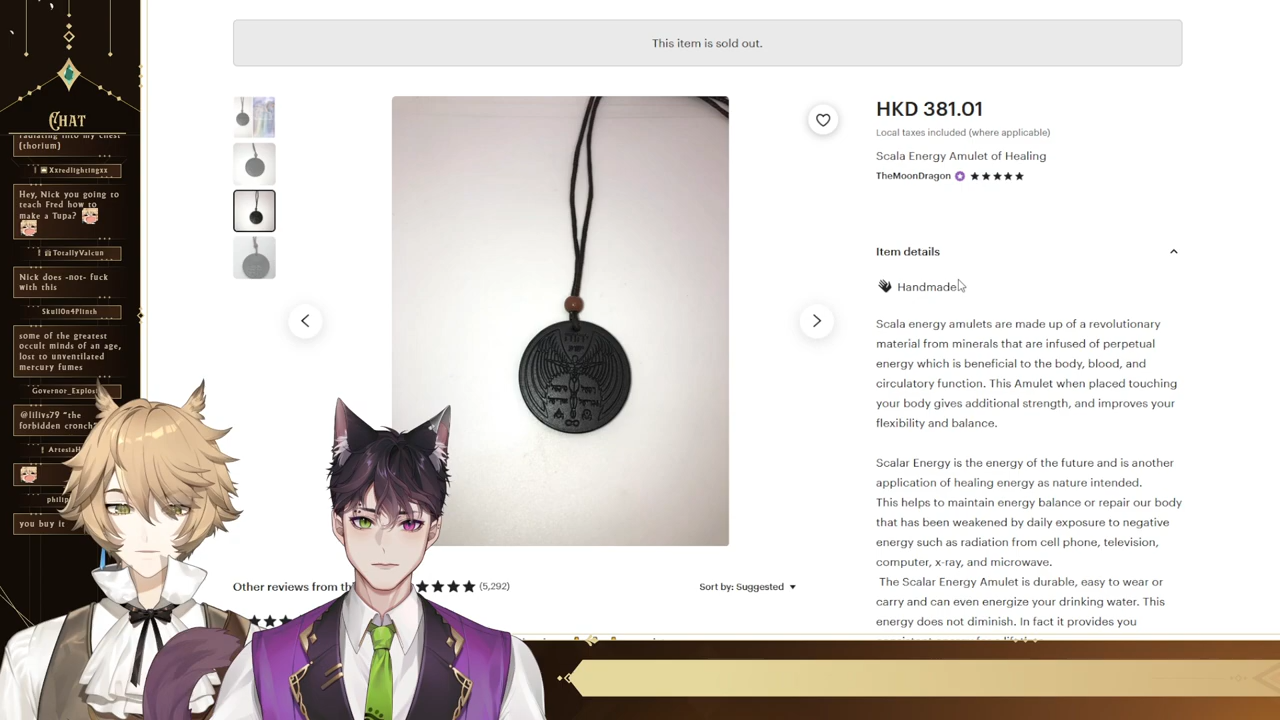 CHAT
radiating into my chest
(thorium)
Xxredlightingxx
Hey, Nick you going to
teach Fred how to
make a Tupa?
TotallyValcun
Nick does -not- fuck
with this
Skull0n4Plinth
some of the greatest
occult minds of an age,
lost to unventilated
mercury fumes
@lilivs79 "the
forbidden cronch"
you buy it
This item is sold out.
HKD 381.01
Local taxes included (where applicable)
Scala Energy Amulet of Healing
TheMoonDragon
Item details
Handmade
Scala energy amulets are made up of a revolutionary
material from minerals that are infused of perpetual
energy which is beneficial to the body, blood, and
circulatory function. This Amulet when placed touching
your body gives additional strength, and improves your
flexibility and balance.
Scalar Energy is the energy of the future and is another
application of healing energy as nature intended.
This helps to maintain energy balance or repair our body
that has been weakened by daily exposure to negative
energy such as radiation from cell phone, television,
computer, x-ray, and microwave.
The Scalar Energy Amulet is durable, easy to wear or
carry and can even energize your drinking water. This
energy does not diminish. In fact it provides you
Other reviews from (5,292)
Sort by: Suggested